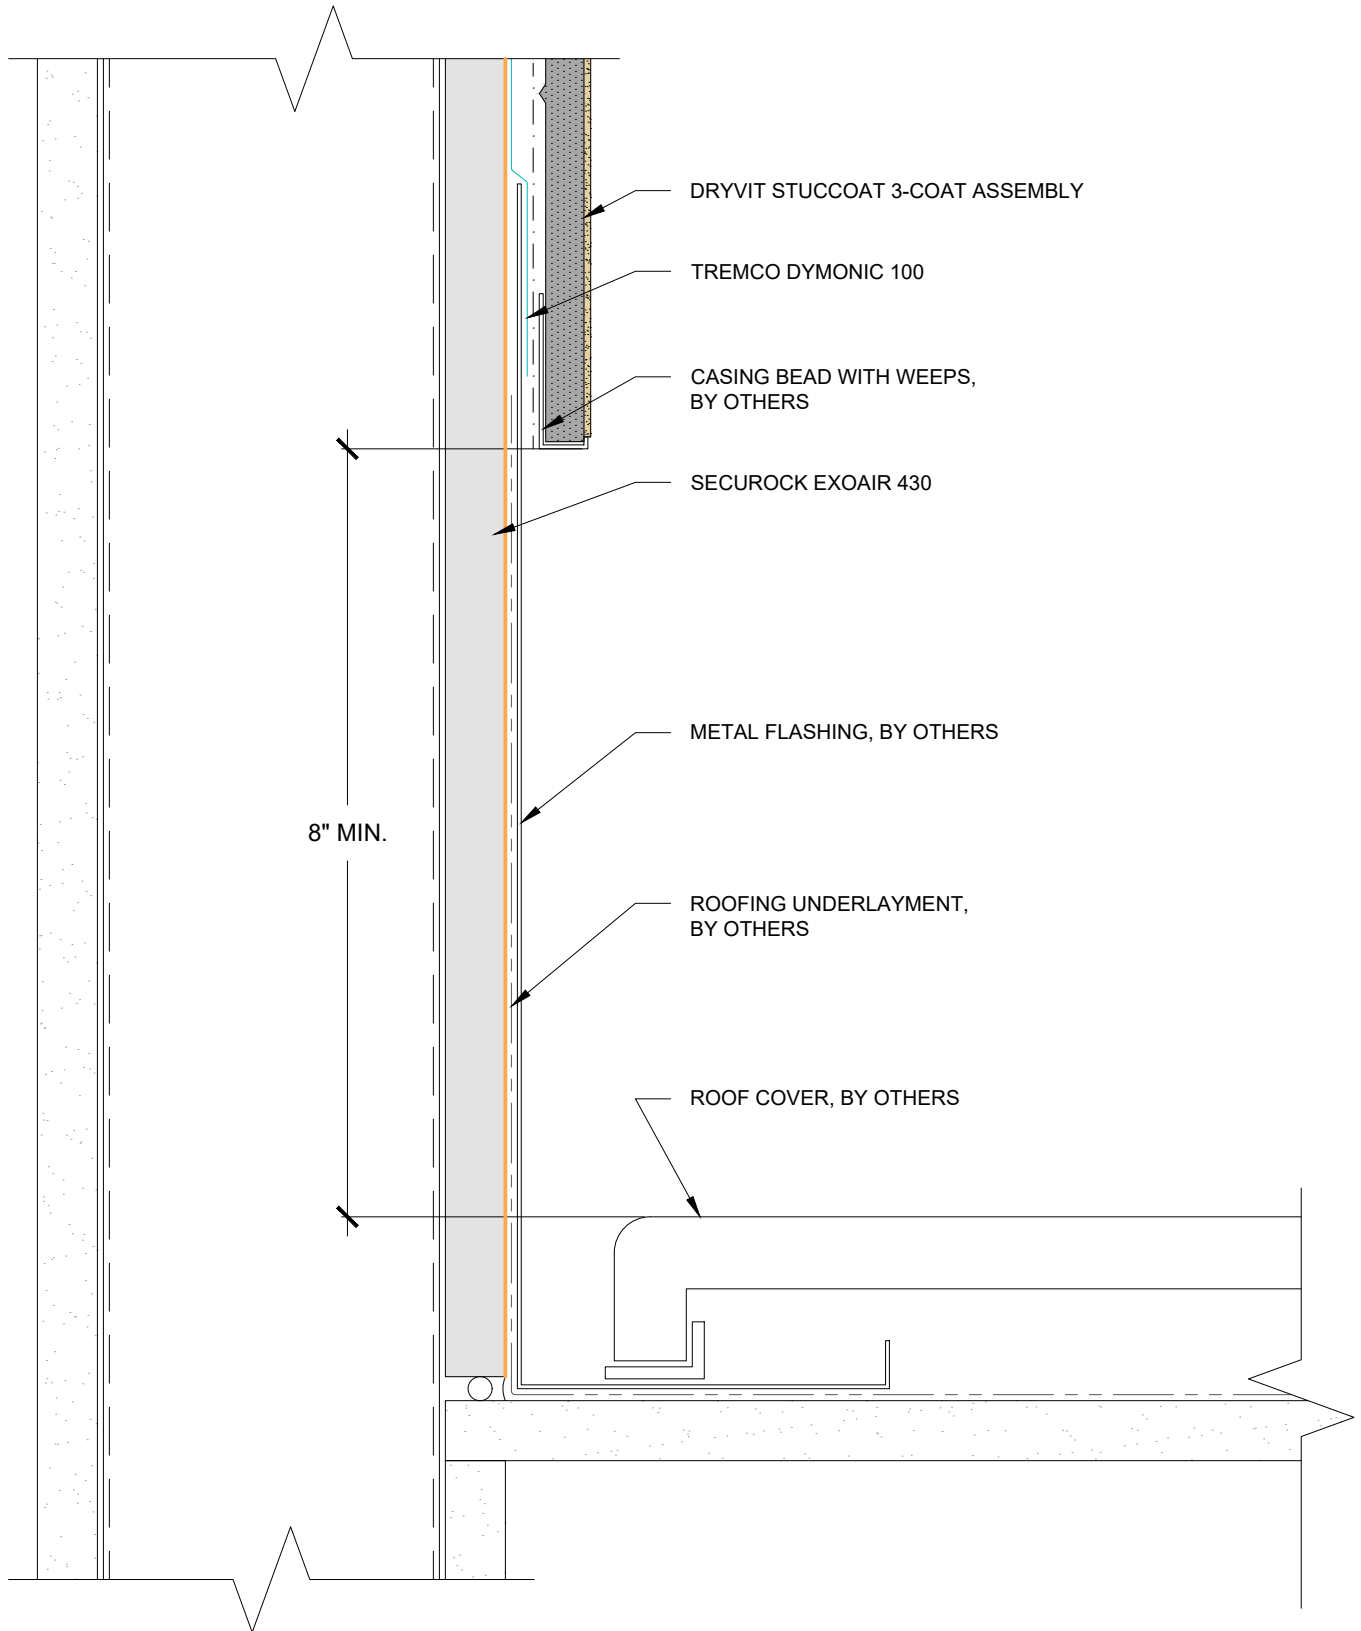 DRYVIT STUCCOAT 3-COAT ASSEMBLY
TREMCO DYMONIC 100
CASING BEAD WITH WEEPS,
BY OTHERS
SECUROCK EXOAIR 430
METAL FLASHING, BY OTHERS
8" MIN.
ROOFING UNDERLAYMENT,
BY OTHERS
ROOF COVER, BY OTHERS